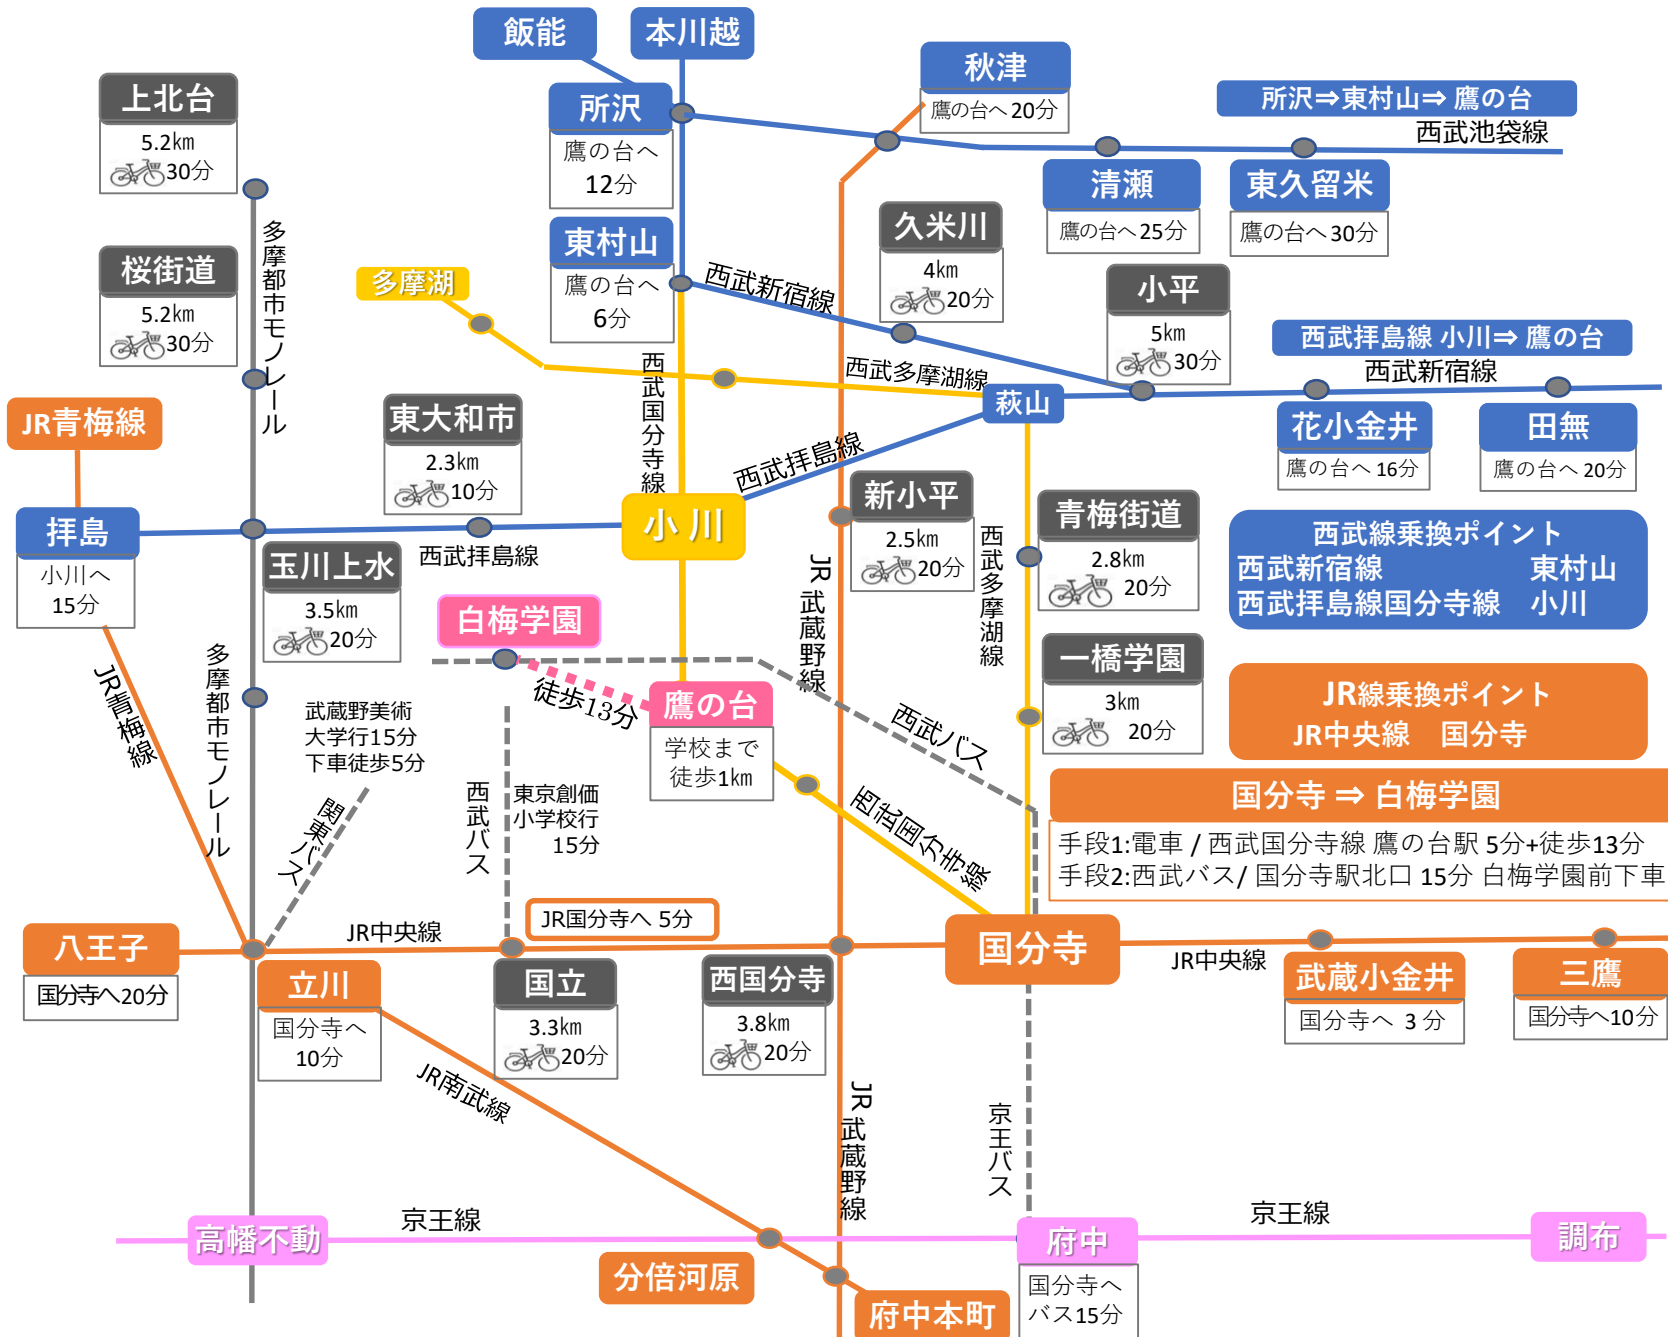 飯能
本川越
上北台
5.2㎞
30分
所沢
鷹の台へ
12分
秋津
鷹の台へ 20分
所沢⇒東村山⇒ 鷹の台
西武池袋線
清瀬
鷹の台へ 25分
東久留米
鷹の台へ 30分
多摩都市モノレール
桜街道
5.2㎞
30分
多摩湖
東村山
鷹の台へ
6分
西武新宿線
久米川
4㎞
20分
小平
5㎞
30分
西武拝島線 小川⇒ 鷹の台
西武新宿線
西武国分寺線
西武多摩湖線
萩山
花小金井
鷹の台へ 16分
田無
鷹の台へ 20分
JR青梅線
東大和市
2.3㎞
10分
西武拝島線
拝島
小川へ
15分
西武拝島線
小川
新小平
2.5㎞
20分
青梅街道
2.8㎞
20分
西武線乗換ポイント
西武新宿線 東村山
西武拝島線国分寺線 小川
玉川上水
3.5㎞
20分
JR 武蔵野線
西武多摩湖線
白梅学園
徒歩13分
鷹の台
学校まで
徒歩1㎞
一橋学園
3㎞
20分
JR線乗換ポイント
JR中央線 国分寺
JR青梅線
多摩都市モノレール
武蔵野美術
大学行15分
下車徒歩5分
関東バス
西武バス
東京創価
小学校行
15分
西武バス
西武国分寺線
国分寺 ⇒ 白梅学園
手段1:電車 / 西武国分寺線 鷹の台駅 5分+徒歩13分
手段2:西武バス/ 国分寺駅北口 15分 白梅学園前下車
八王子
国分寺へ20分
JR中央線
JR国分寺へ 5分
国分寺
JR中央線
立川
国分寺へ
10分
国立
3.3㎞
20分
西国分寺
3.8㎞
20分
武蔵小金井
国分寺へ 3 分
三鷹
国分寺へ10分
JR南武線
JR 武蔵野線
京王バス
高幡不動
京王線
府中
国分寺へ
バス15分
京王線
調布
分倍河原
府中本町